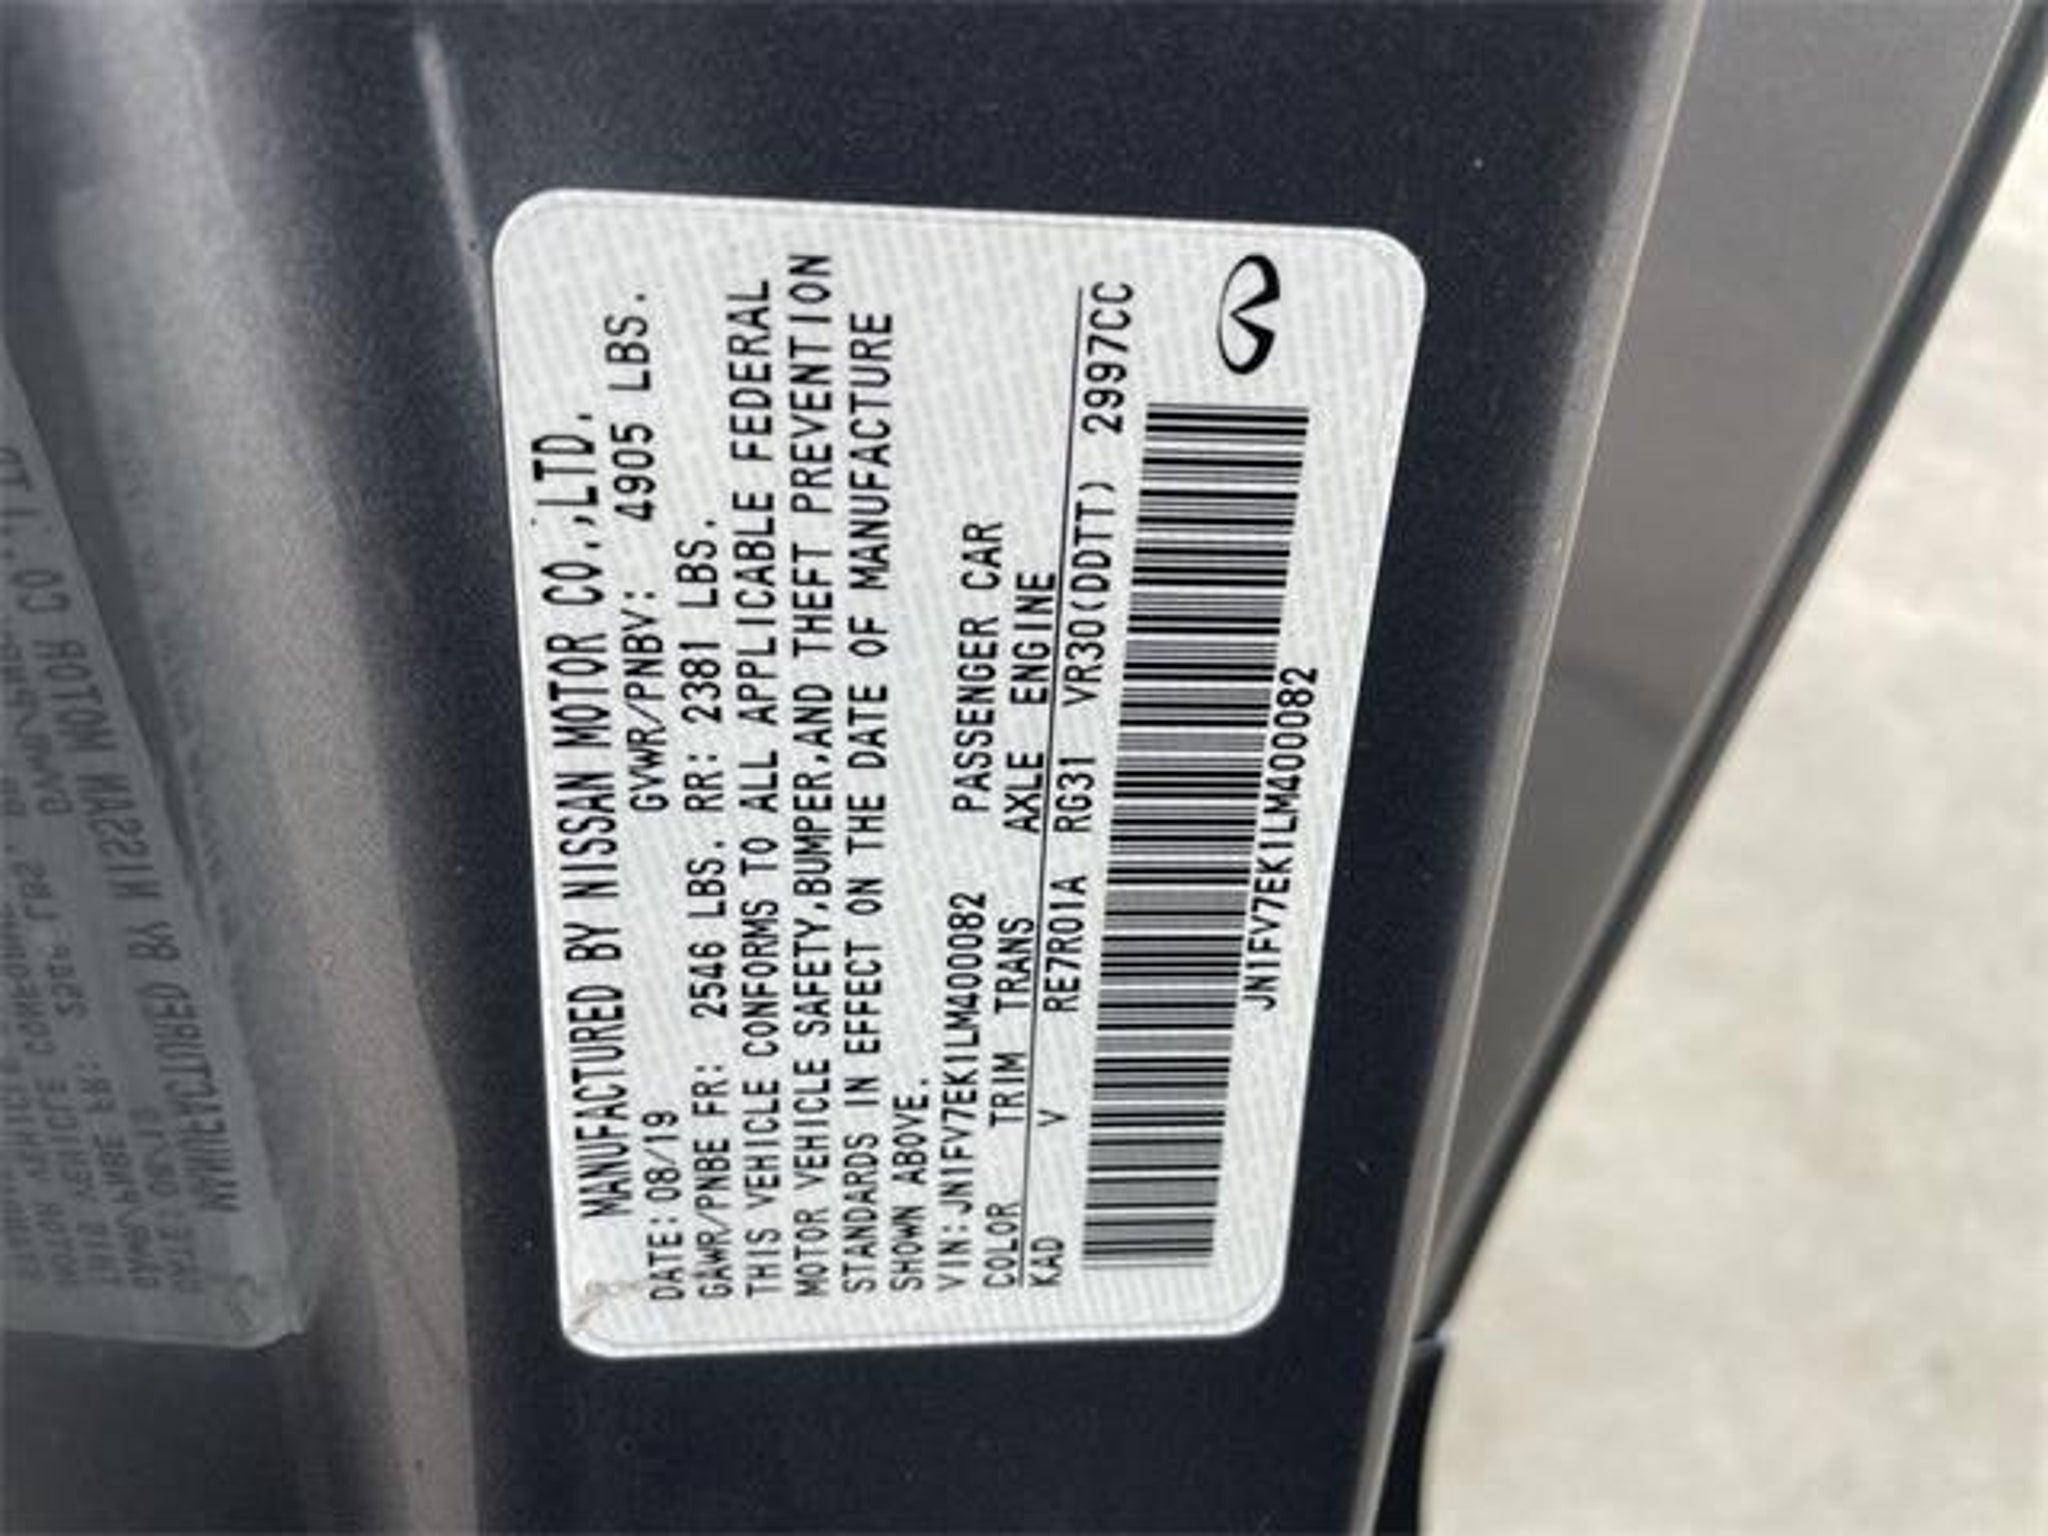 MANUFACTURED BY NISSAN MOTOR CO.,LTD.
DATE:08/19 GVWR/PNBV: 4905 LBS.
GAWR/PNBE FR: 2546 LBS. RR: 2381 LBS.
THIS VEHICLE CONFORMS TO ALL APPLICABLE FEDERAL
MOTOR VEHICLE SAFETY,BUMPER,AND THEFT PREVENTION
STANDARDS IN EFFECT ON THE DATE OF MANUFACTURE
SHOWN ABOVE.
VIN:JN1FV7EK1LM400082 PASSENGER CAR
COLOR TRIM TRANS AXLE ENGINE
KAD V RE7R01A RG31 VR30(DDTT) 2997CC
JN1FV7EK1LM400082